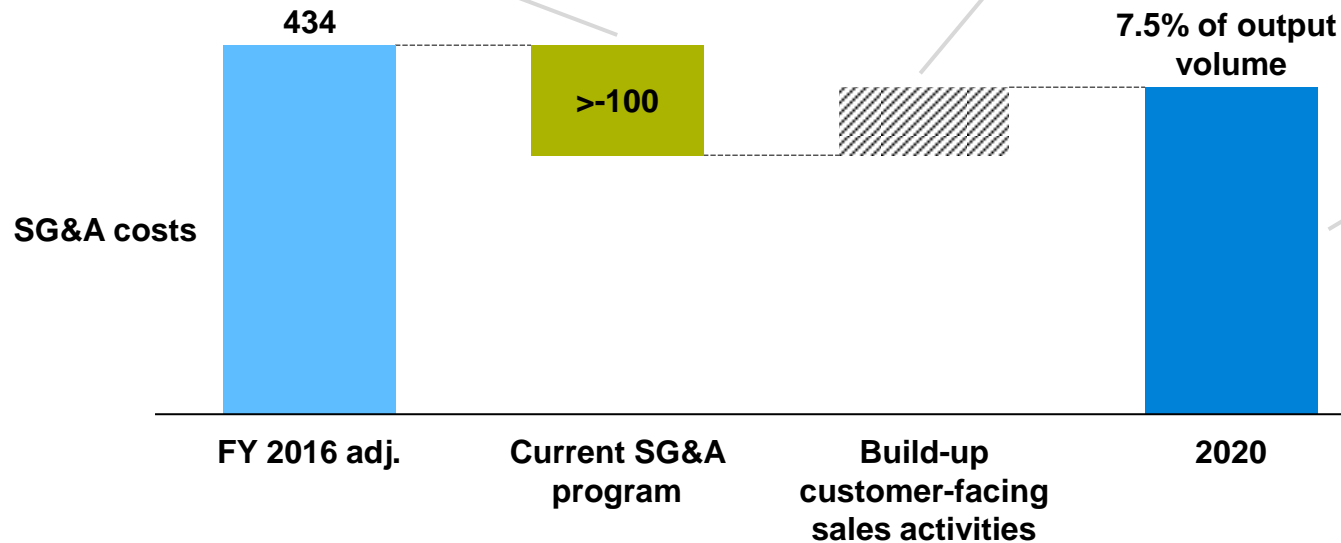 434
7.5% of output
volume
>-100
SG&A costs
FY 2016 adj.
Current SG&A
program
Build-up
customer-facing
sales activities
2020